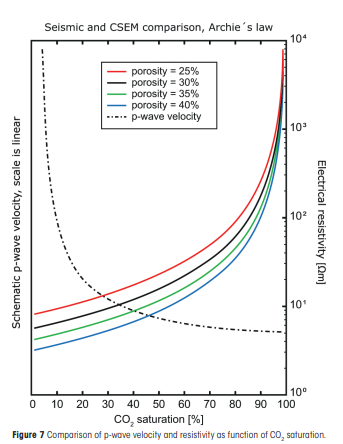 Seismic and CSEM comparison, Archie´s law
porosity = 25%
porosity = 30%
porosity = 35%
porosity = 40%
p-wave velocity
Schematic p-wave velocity, scale is linear
Electrical resistivity [Ωm]
10⁴
10³
10²
10¹
10⁰
0 10 20 30 40 50 60 70 80 90 100
CO₂ saturation [%]
Figure 7 Comparison of p-wave velocity and resistivity as function of CO₂ saturation.